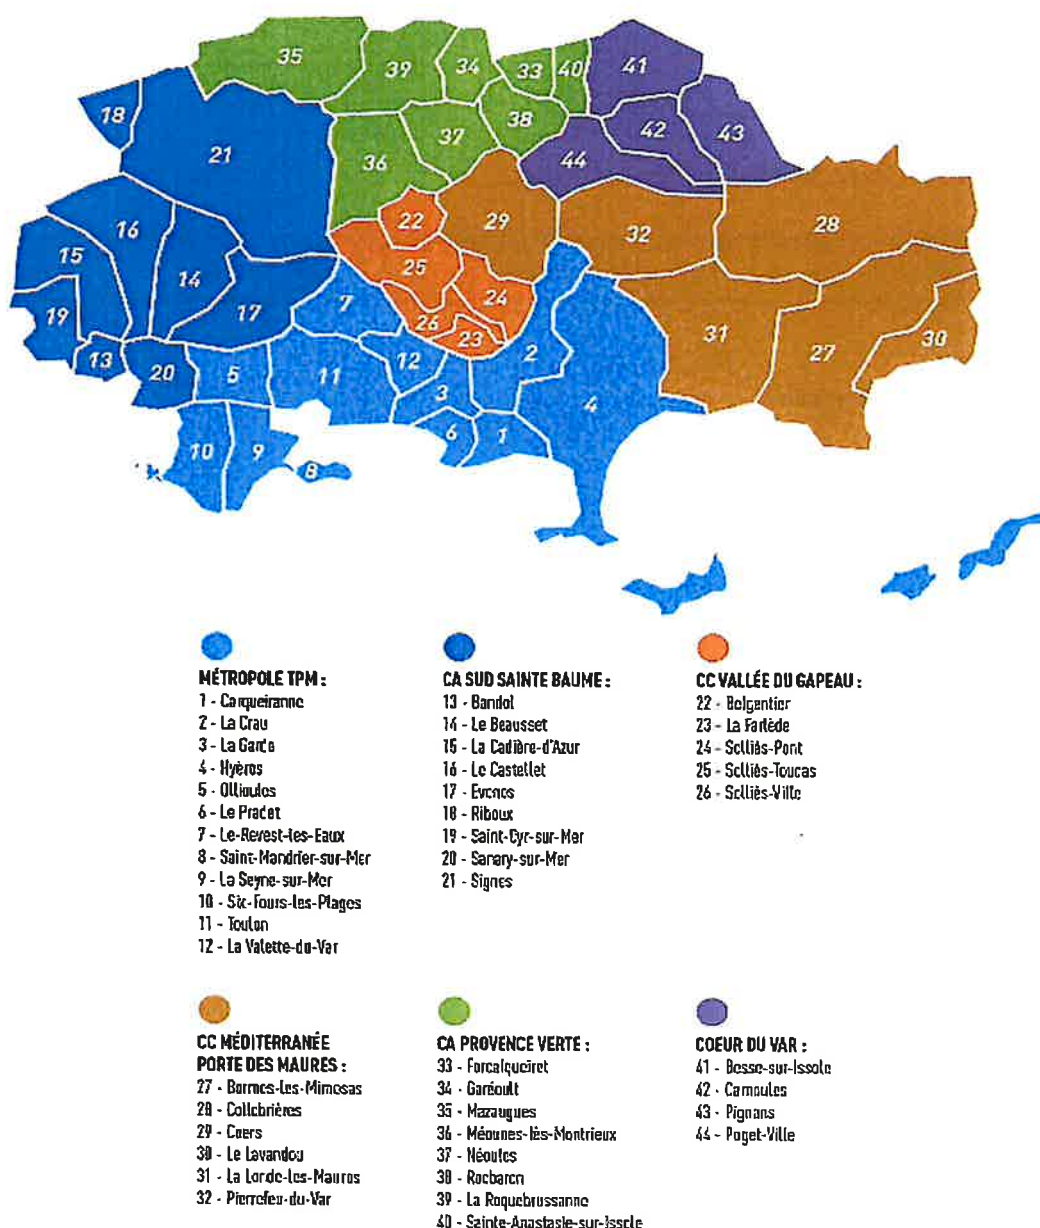 35
39
34
33
40
41
18
21
36
37
38
42
43
44
16
22
29
32
28
15
14
25
24
19
17
7
26
23
2
31
27
30
13
20
5
11
12
3
4
6
1
10
9
8
MÉTROPOLE TPM :
1 - Carqueiranne
2 - La Crau
3 - La Garde
4 - Hyères
5 - Ollioules
6 - Le Pradet
7 - Le-Revest-les-Eaux
8 - Saint-Mandrier-sur-Mer
9 - La Seyne-sur-Mer
10 - Six-Fours-les-Plages
11 - Toulon
12 - La Valette-du-Var
CA SUD SAINTE BAUME :
13 - Bandol
14 - Le Beausset
15 - La Cadière-d'Azur
16 - Le Castellet
17 - Evenos
18 - Riboux
19 - Saint-Cyr-sur-Mer
20 - Sanary-sur-Mer
21 - Signes
CC VALLÉE DU GAPEAU :
22 - Belgentier
23 - La Farlède
24 - Solliès-Pont
25 - Solliès-Toucas
26 - Solliès-Ville
CC MÉDITERRANÉE
PORTE DES MAURES :
27 - Bormes-les-Mimosas
28 - Collobrières
29 - Cuers
30 - Le Lavandou
31 - La Londe-les-Maures
32 - Pierrefeu-du-Var
CA PROVENCE VERTE :
33 - Forcalqueiret
34 - Garéoult
35 - Mazaugues
36 - Méounes-lès-Montrieux
37 - Néoules
38 - Rocbaron
39 - La Roquebrussanne
40 - Sainte-Anastasie-sur-Issole
COEUR DU VAR :
41 - Besse-sur-Issole
42 - Carnoules
43 - Pignans
44 - Puget-Ville